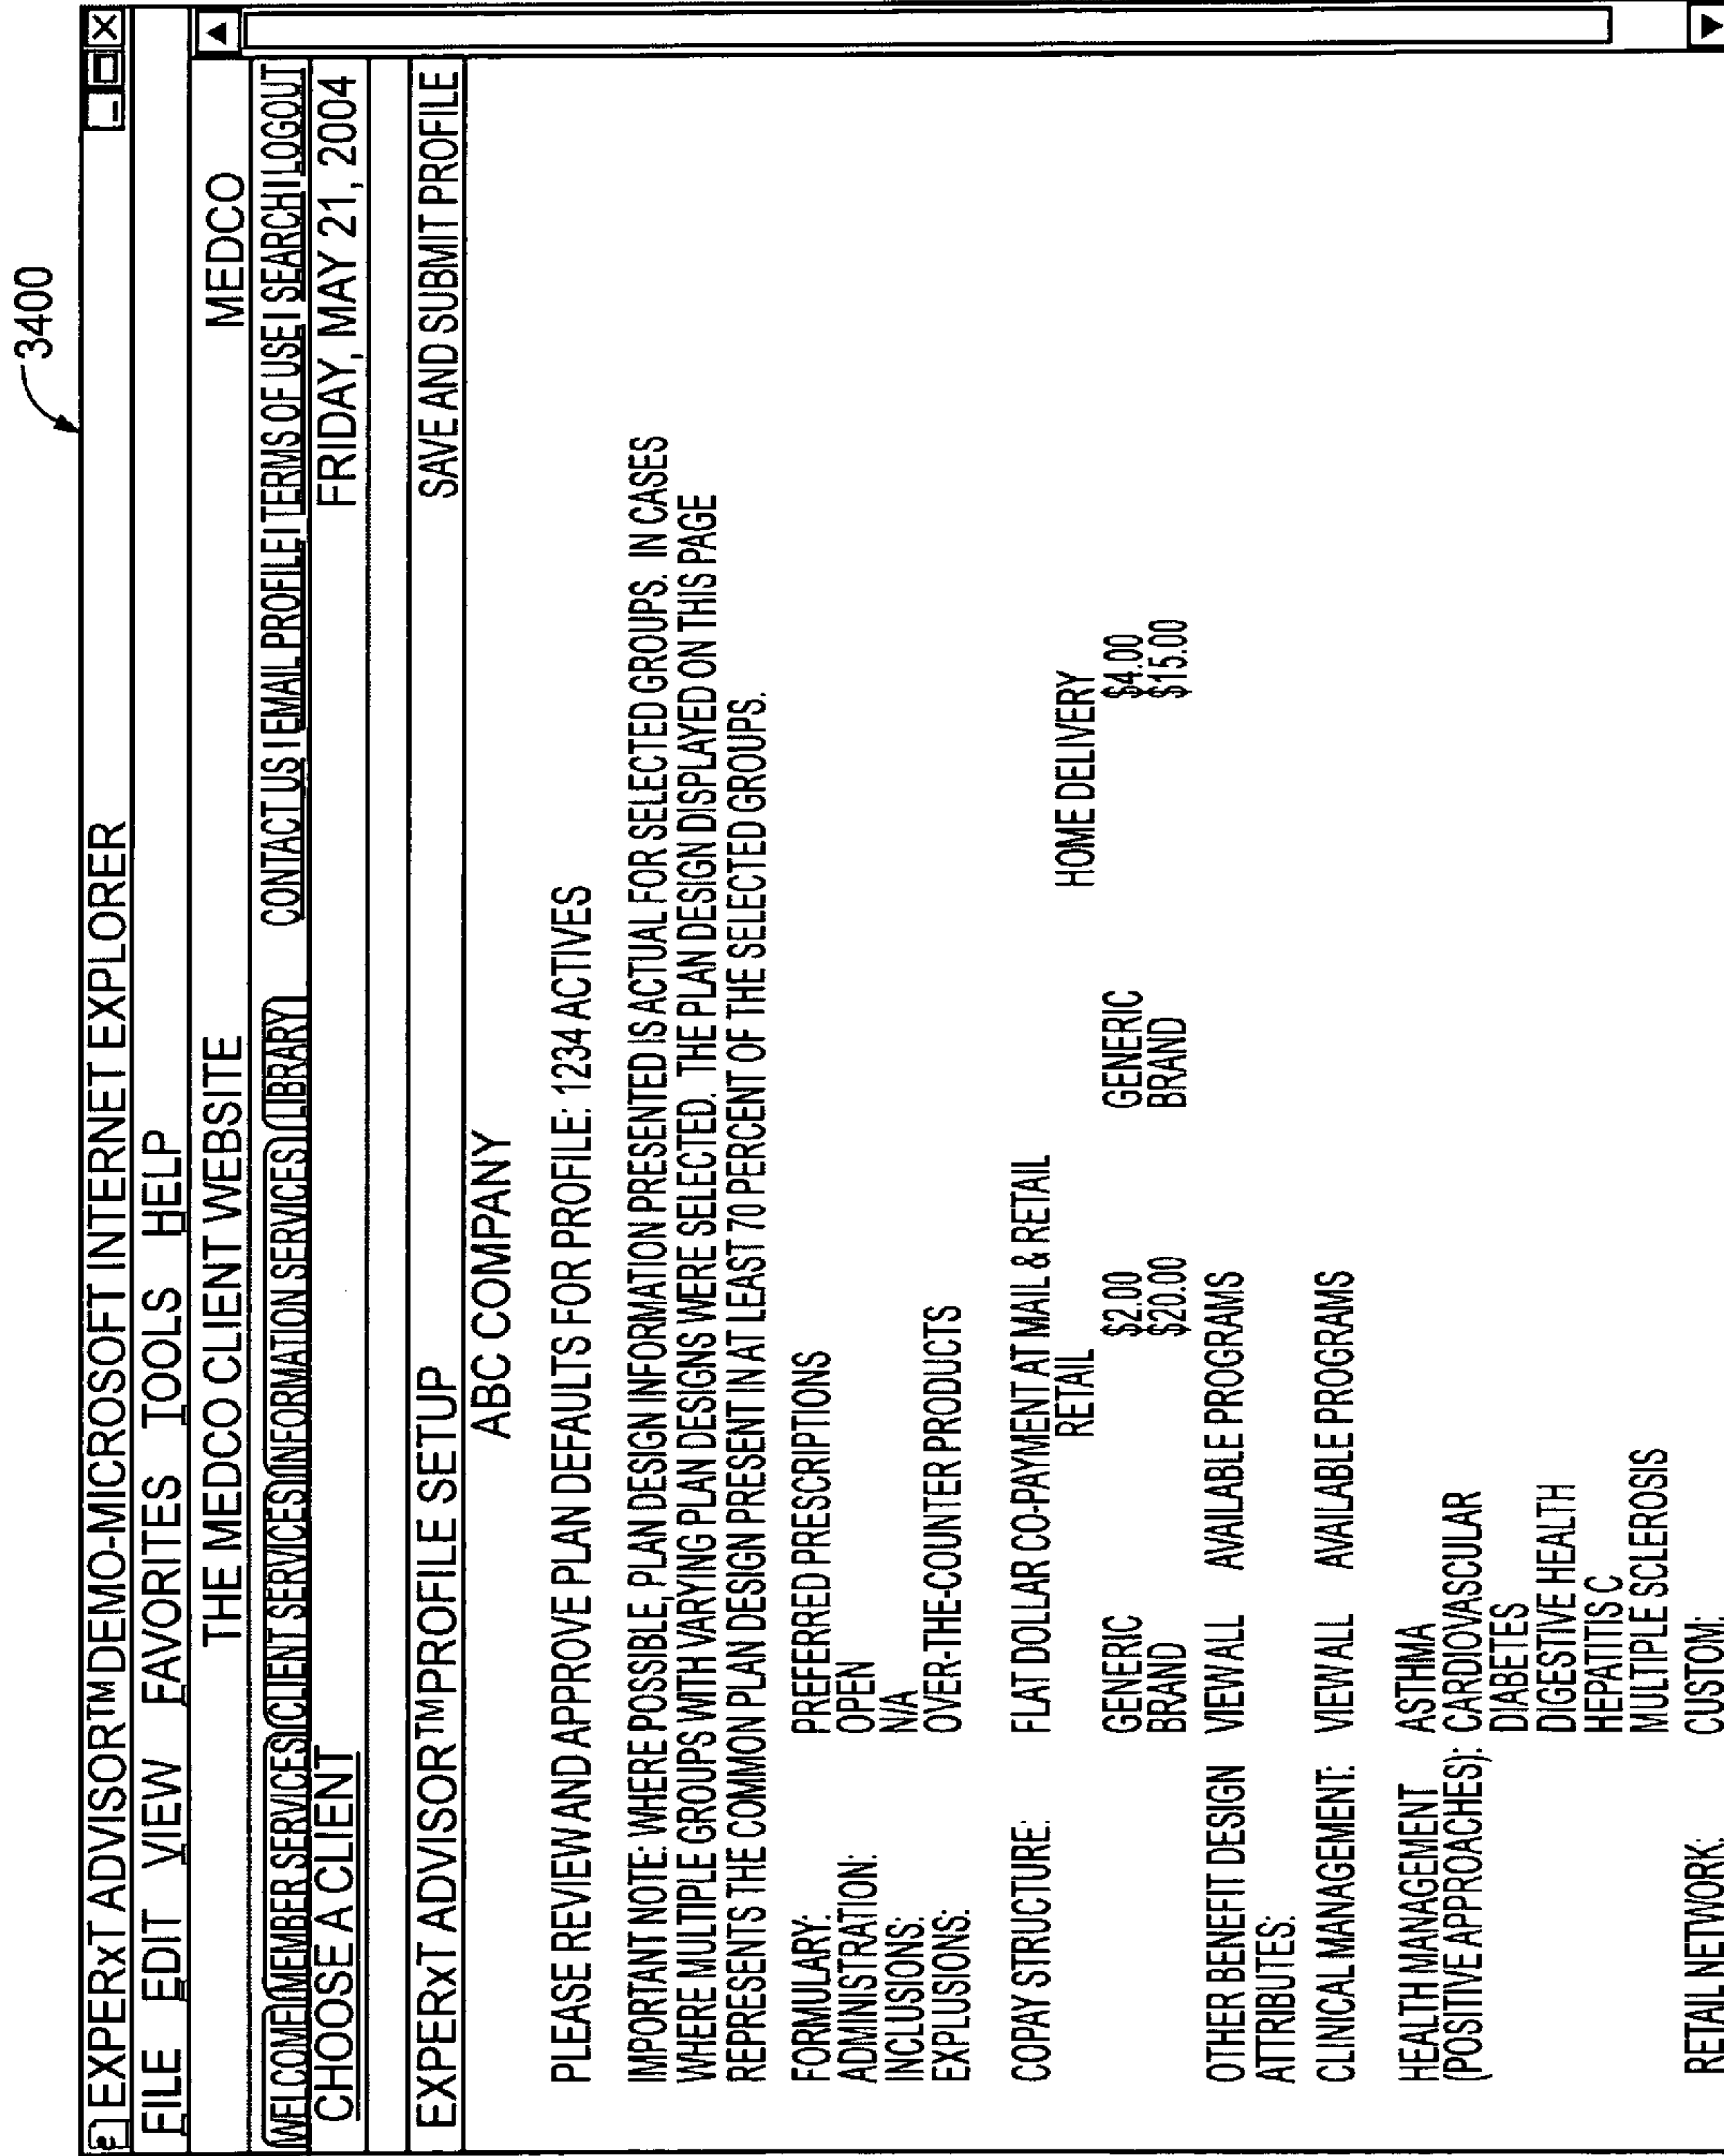 3400
EXPERxT ADVISOR™DEMO-MICROSOFT INTERNET EXPLORER
FILE EDIT VIEW FAVORITES TOOLS HELP
THE MEDCO CLIENT WEBSITE MEDCO
WELCOME MEMBER SERVICES CLIENT SERVICES INFORMATION SERVICES LIBRARY CONTACT US | EMAIL PROFILE | TERMS OF USE | SEARCH | LOGOUT
CHOOSE A CLIENT FRIDAY, MAY 21, 2004
EXPERxT ADVISOR™PROFILE SETUP SAVE AND SUBMIT PROFILE
ABC COMPANY
PLEASE REVIEW AND APPROVE PLAN DEFAULTS FOR PROFILE: 1234 ACTIVES
IMPORTANT NOTE: WHERE POSSIBLE, PLAN DESIGN INFORMATION PRESENTED IS ACTUAL FOR SELECTED GROUPS. IN CASES
WHERE MULTIPLE GROUPS WITH VARYING PLAN DESIGNS WERE SELECTED. THE PLAN DESIGN DISPLAYED ON THIS PAGE
REPRESENTS THE COMMON PLAN DESIGN PRESENT IN AT LEAST 70 PERCENT OF THE SELECTED GROUPS.
FORMULARY: PREFERRED PRESCRIPTIONS
ADMINISTRATION: OPEN
INCLUSIONS: N/A
EXPLUSIONS: OVER-THE-COUNTER PRODUCTS
COPAY STRUCTURE: FLAT DOLLAR CO-PAYMENT AT MAIL & RETAIL
RETAIL HOME DELIVERY
GENERIC $2.00 GENERIC $4.00
BRAND $20.00 BRAND $15.00
OTHER BENEFIT DESIGN VIEW ALL AVAILABLE PROGRAMS
ATTRIBUTES:
CLINICAL MANAGEMENT: VIEW ALL AVAILABLE PROGRAMS
HEALTH MANAGEMENT ASTHMA
(POSITIVE APPROACHES): CARDIOVASCULAR
DIABETES
DIGESTIVE HEALTH
HEPATITIS C
MULTIPLE SCLEROSIS
RETAIL NETWORK: CUSTOM: